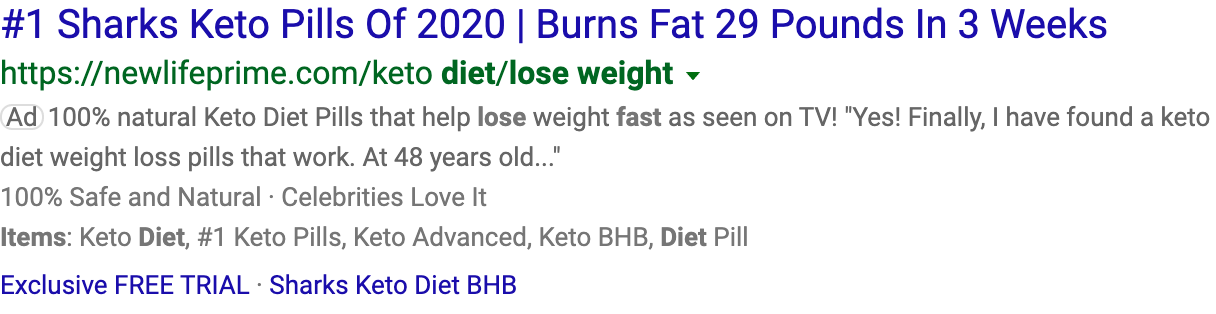 #1 Sharks Keto Pills Of 2020 | Burns Fat 29 Pounds In 3 Weeks
https://newlifeprime.com/keto diet/lose weight
Ad 100% natural Keto Diet Pills that help lose weight fast as seen on TV! "Yes! Finally, I have found a keto
diet weight loss pills that work. At 48 years old..."
100% Safe and Natural · Celebrities Love It
Items: Keto Diet, #1 Keto Pills, Keto Advanced, Keto BHB, Diet Pill
Exclusive FREE TRIAL · Sharks Keto Diet BHB